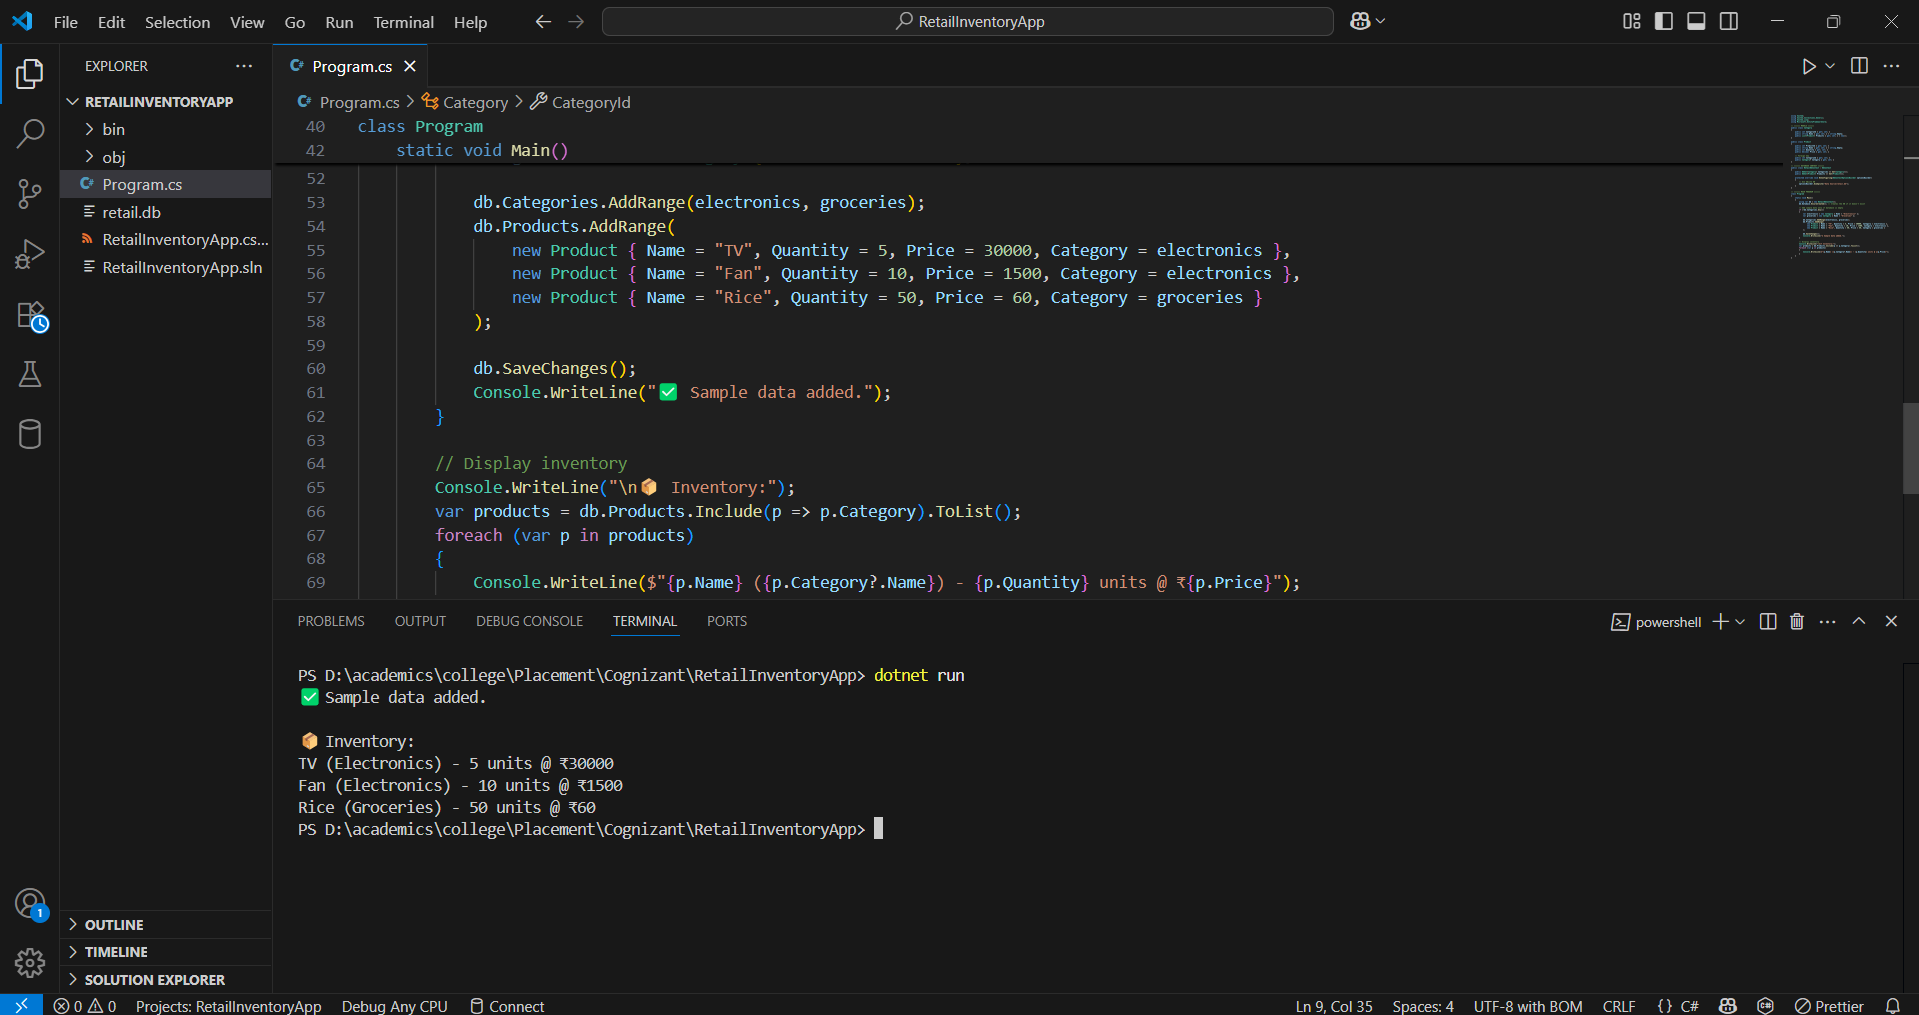 File Edit Selection View Go Run Terminal Help
RetailInventoryApp
EXPLORER
RETAILINVENTORYAPP
bin
obj
C# Program.cs
retail.db
RetailInventoryApp.cs...
RetailInventoryApp.sln
OUTLINE
TIMELINE
SOLUTION EXPLORER
C# Program.cs
C# Program.cs > Category > CategoryId
40 class Program
42 static void Main()
52
53 db.Categories.AddRange(electronics, groceries);
54 db.Products.AddRange(
55 new Product { Name = "TV", Quantity = 5, Price = 30000, Category = electronics },
56 new Product { Name = "Fan", Quantity = 10, Price = 1500, Category = electronics },
57 new Product { Name = "Rice", Quantity = 50, Price = 60, Category = groceries }
58 );
59
60 db.SaveChanges();
61 Console.WriteLine("✅ Sample data added.");
62 }
63
64 // Display inventory
65 Console.WriteLine("\n📦 Inventory:");
66 var products = db.Products.Include(p => p.Category).ToList();
67 foreach (var p in products)
68 {
69 Console.WriteLine($"{p.Name} ({p.Category?.Name}) - {p.Quantity} units @ ₹{p.Price}");
PROBLEMS OUTPUT DEBUG CONSOLE TERMINAL PORTS
powershell
PS D:\academics\college\Placement\Cognizant\RetailInventoryApp> dotnet run
✅ Sample data added.
📦 Inventory:
TV (Electronics) - 5 units @ ₹30000
Fan (Electronics) - 10 units @ ₹1500
Rice (Groceries) - 50 units @ ₹60
PS D:\academics\college\Placement\Cognizant\RetailInventoryApp>
1
0 0 Projects: RetailInventoryApp Debug Any CPU Connect
Ln 9, Col 35 Spaces: 4 UTF-8 with BOM CRLF {} C# Prettier